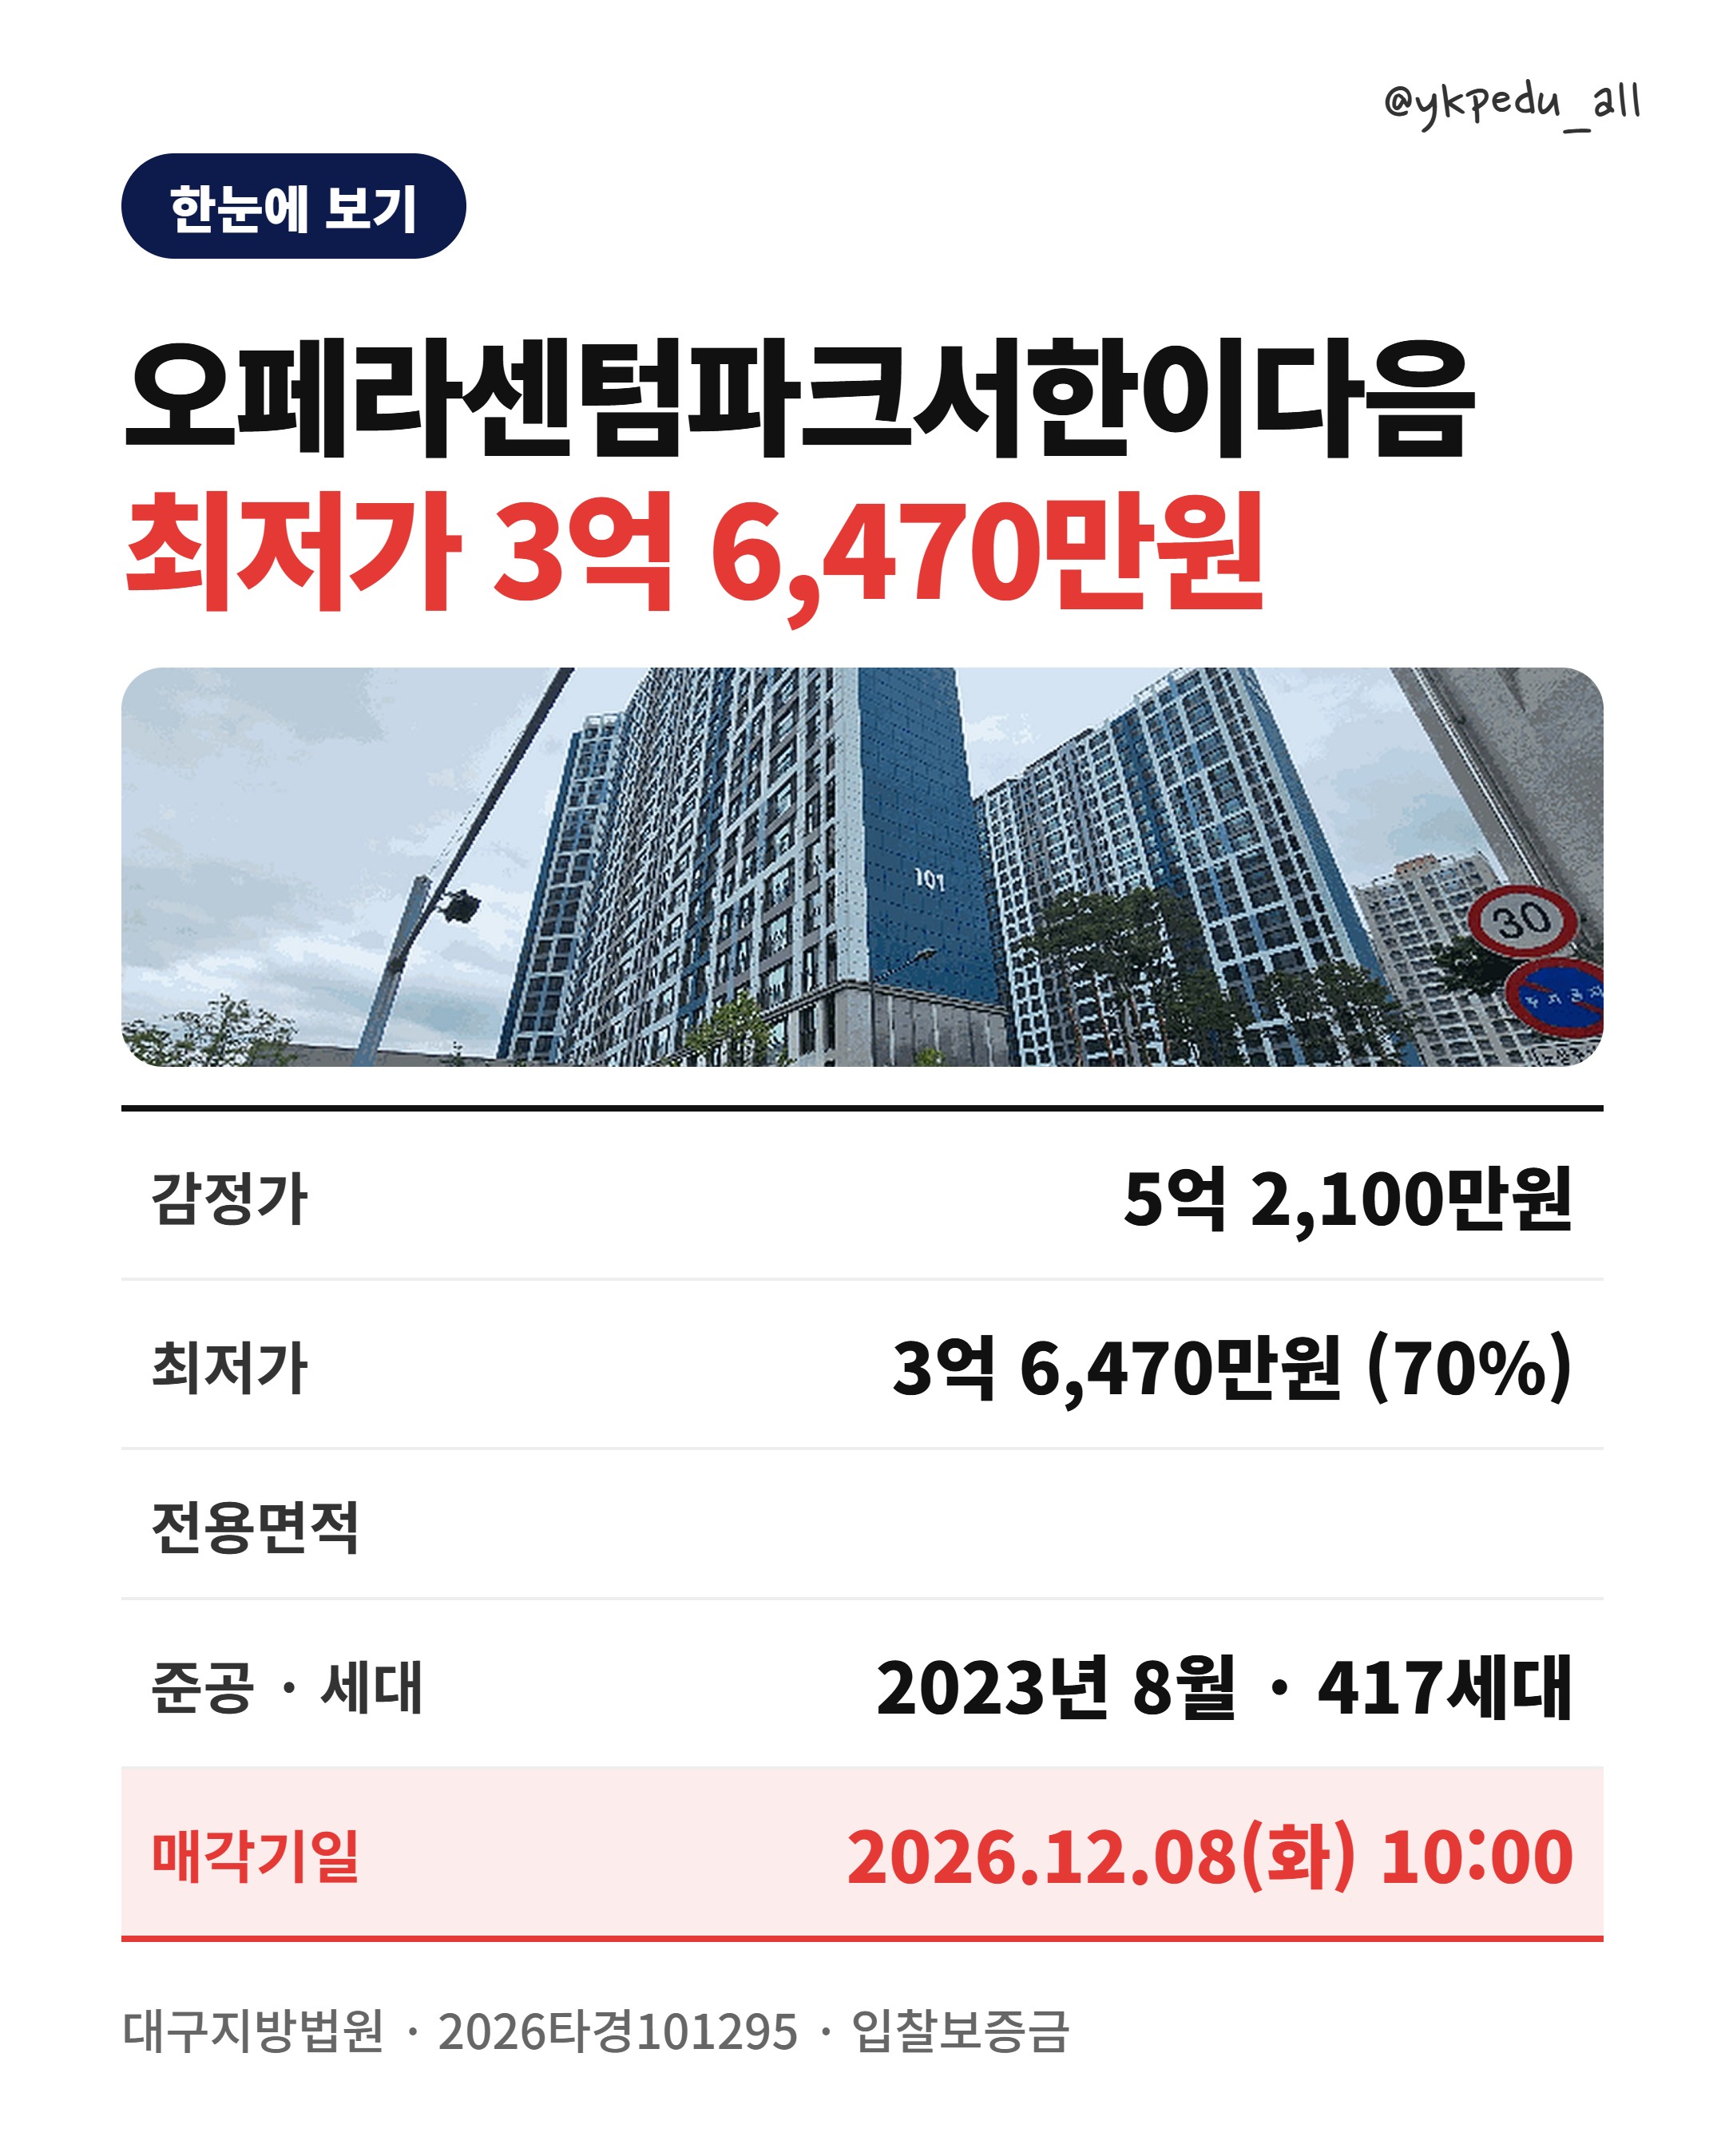 @ykpedu_all
한눈에 보기
오페라센텀파크서한이다음
최저가 3억 6,470만원
101
30
감정가 5억 2,100만원
최저가 3억 6,470만원 (70%)
전용면적
준공 · 세대 2023년 8월 · 417세대
매각기일 2026.12.08(화) 10:00
대구지방법원 · 2026타경101295 · 입찰보증금